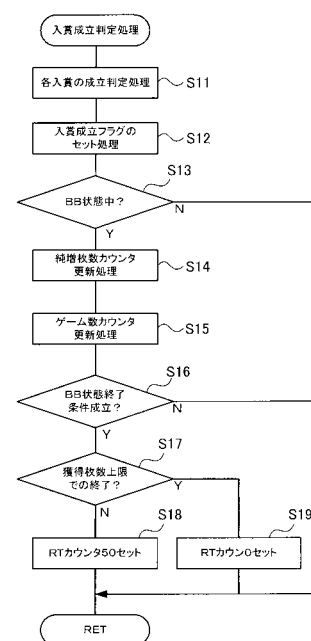 入賞成立判定処理
各入賞の成立判定処理
S11
入賞成立フラグの
セット処理
S12
S13
BB状態中？
N
Y
純増枚数カウンタ
更新処理
S14
ゲーム数カウンタ
更新処理
S15
S16
BB状態終了
条件成立？
N
Y
S17
獲得枚数上限
での終了？
Y
N
S18
S19
RTカウンタ50セット
RTカウン0セット
RET